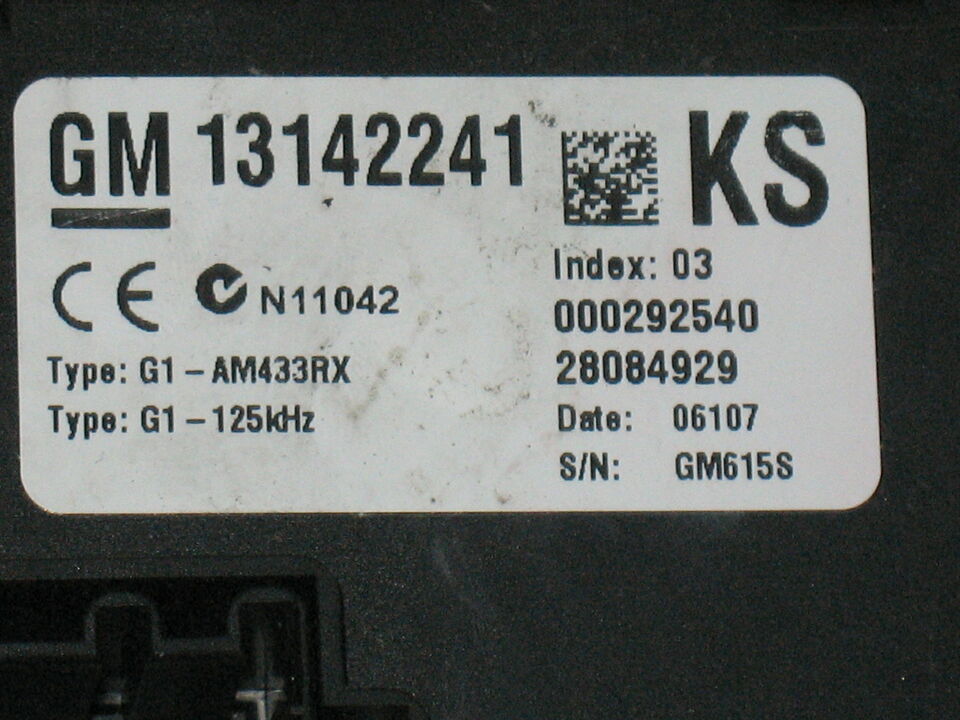 GM 13142241 KS
CE N11042
Type: G1-AM433RX
Type: G1-125kHz
Index: 03
000292540
28084929
Date: 06107
S/N: GM615S